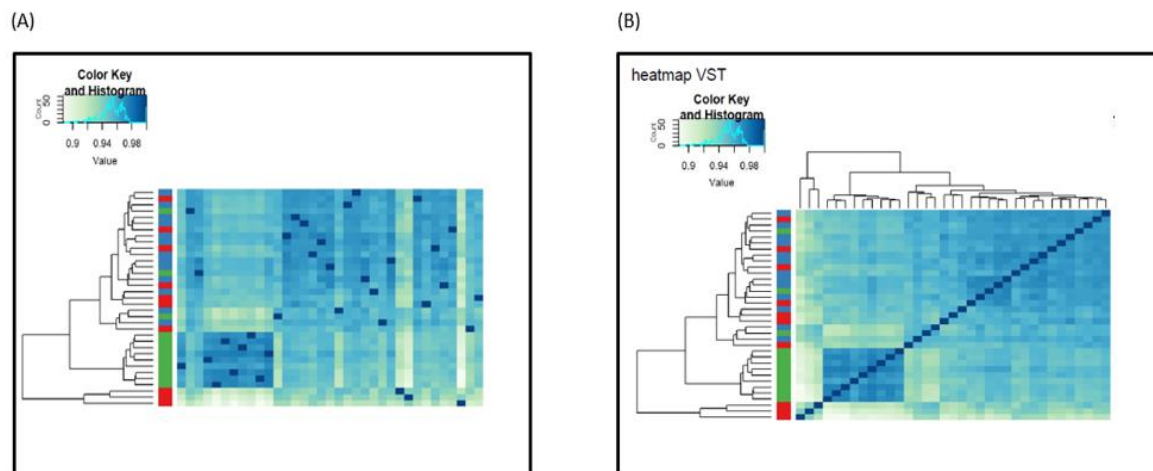 (A)
(B)
Color Key
and Histogram
Count
0 50
0.9 0.94 0.98
Value
heatmap VST
Color Key
and Histogram
Count
0 50
0.9 0.94 0.98
Value